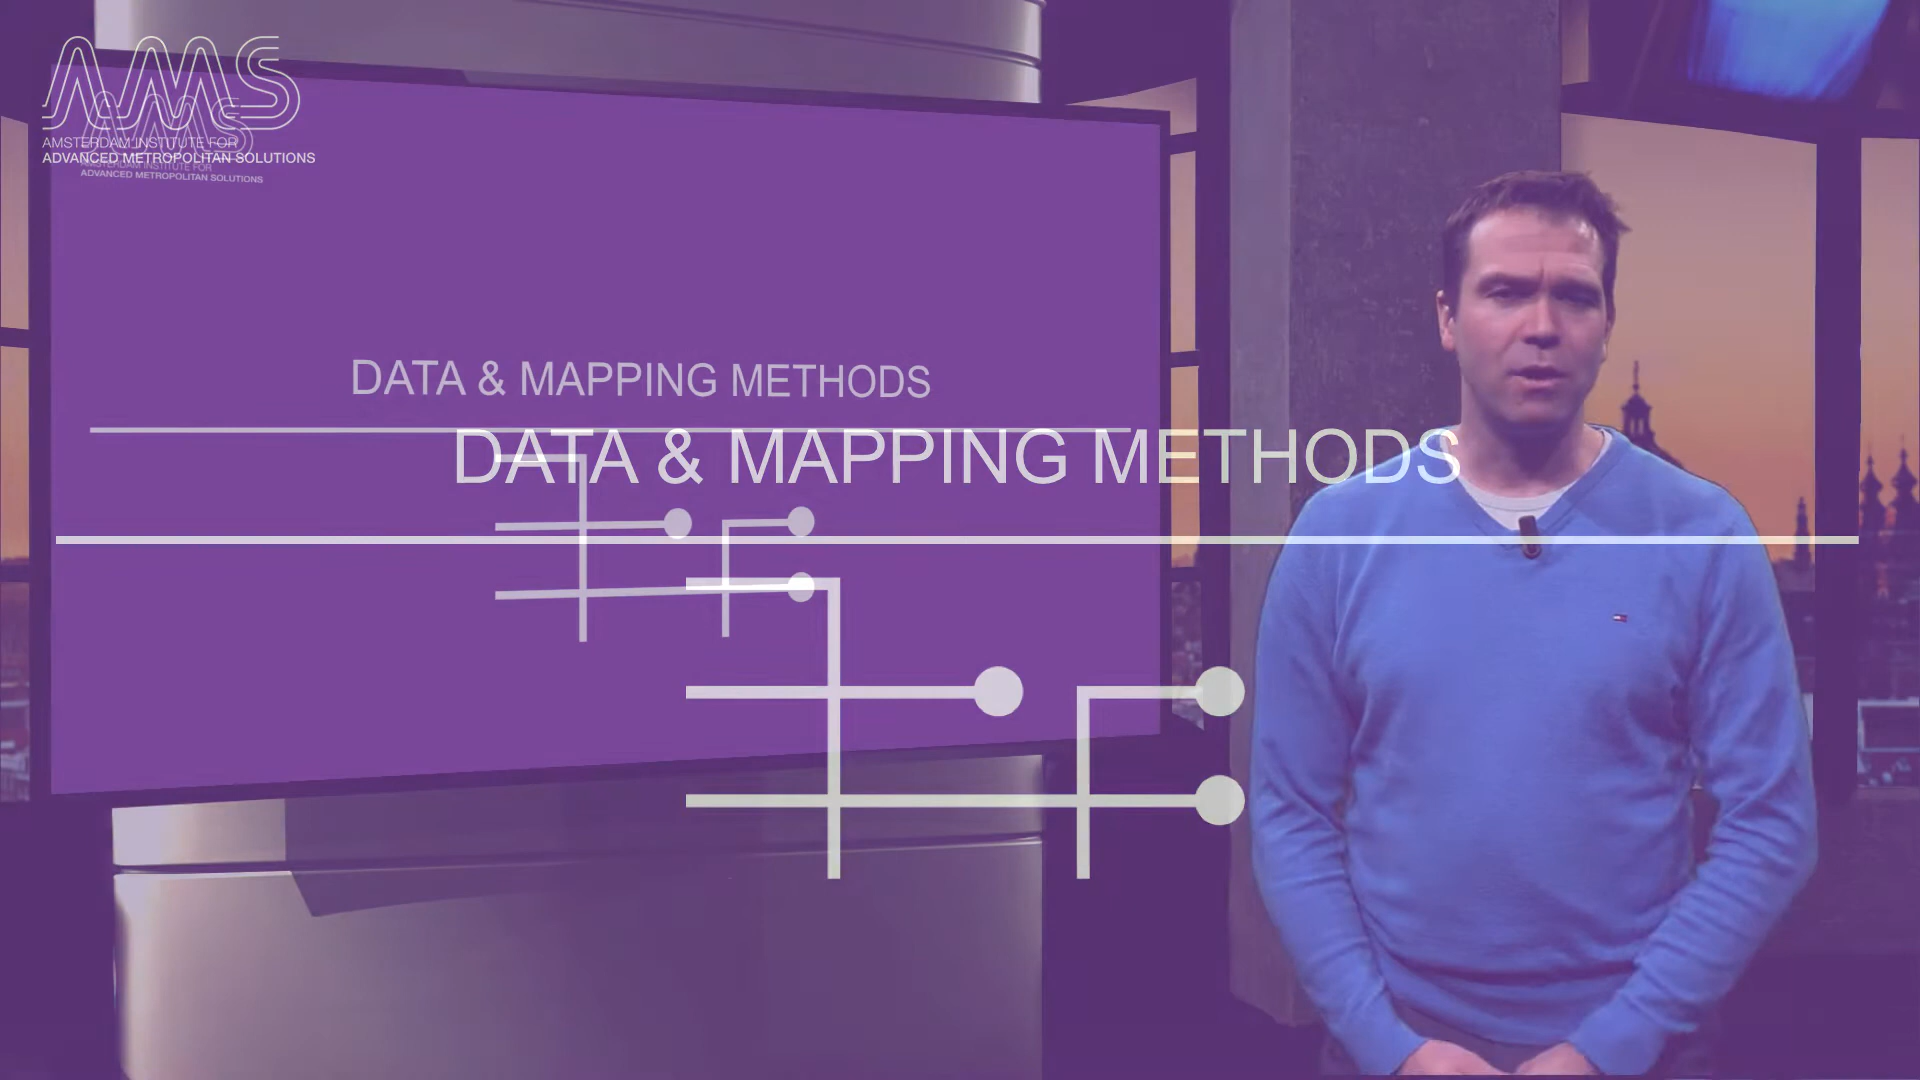 AMS
AMSTERDAM INSTITUTE FOR
ADVANCED METROPOLITAN SOLUTIONS
AMS
AMSTERDAM INSTITUTE FOR
ADVANCED METROPOLITAN SOLUTIONS
DATA & MAPPING METHODS
DATA & MAPPING METHODS